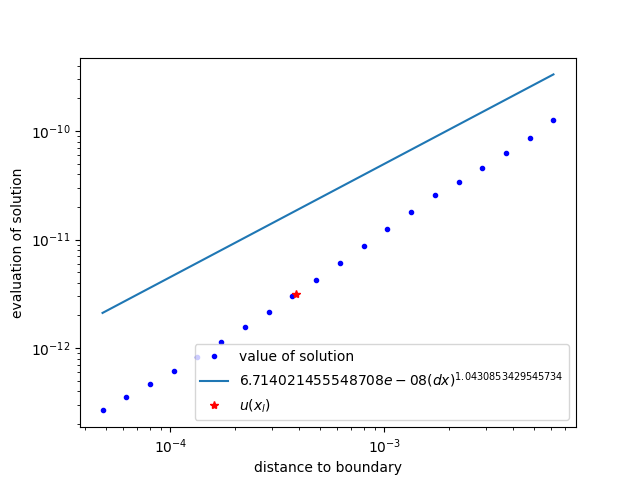 10^{-10}
10^{-11}
10^{-12}
evaluation of solution
value of solution
6.714021455548708e − 08(dx)^{1.0430853429545734}
u(x_l)
10^{-4}
10^{-3}
distance to boundary